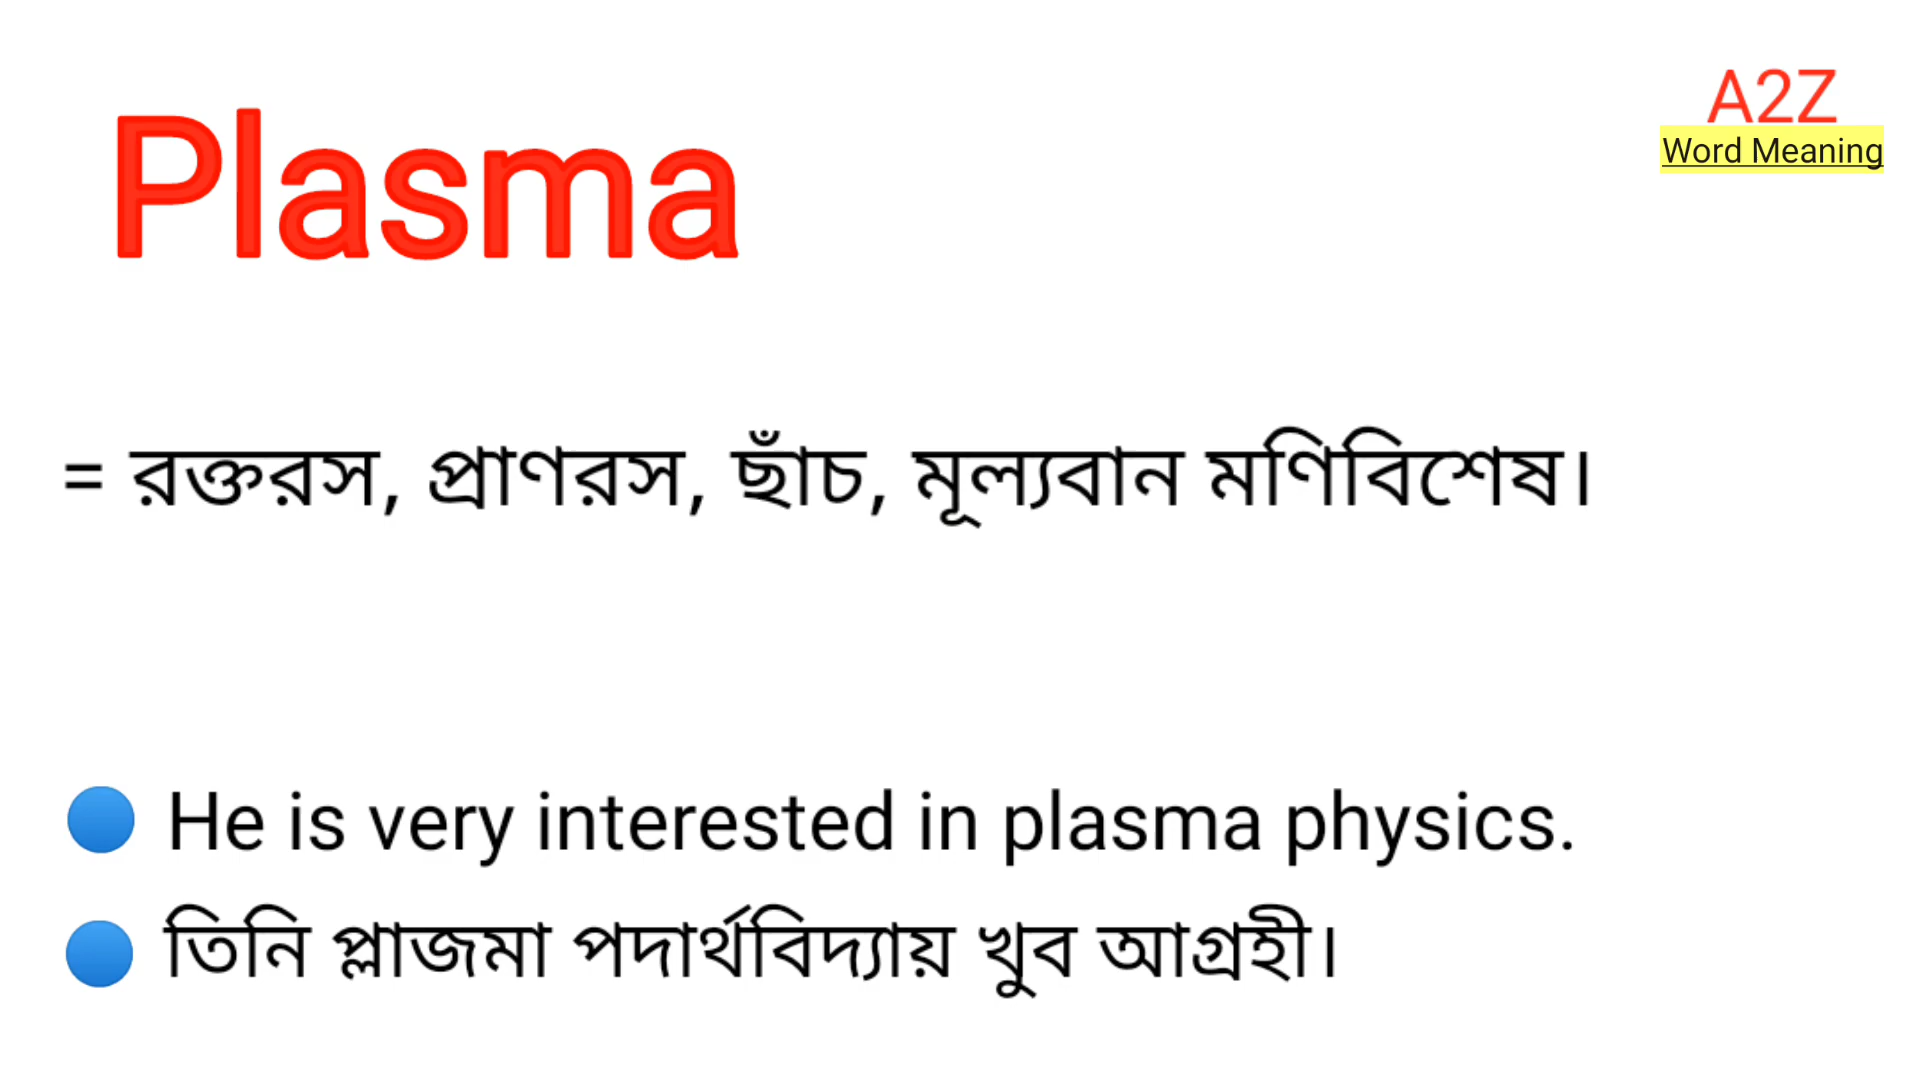 A2Z
Word Meaning
Plasma
= রক্তরস, প্রাণরস, ছাঁচ, মূল্যবান মণিবিশেষ।
He is very interested in plasma physics.
তিনি প্লাজমা পদার্থবিদ্যায় খুব আগ্রহী।